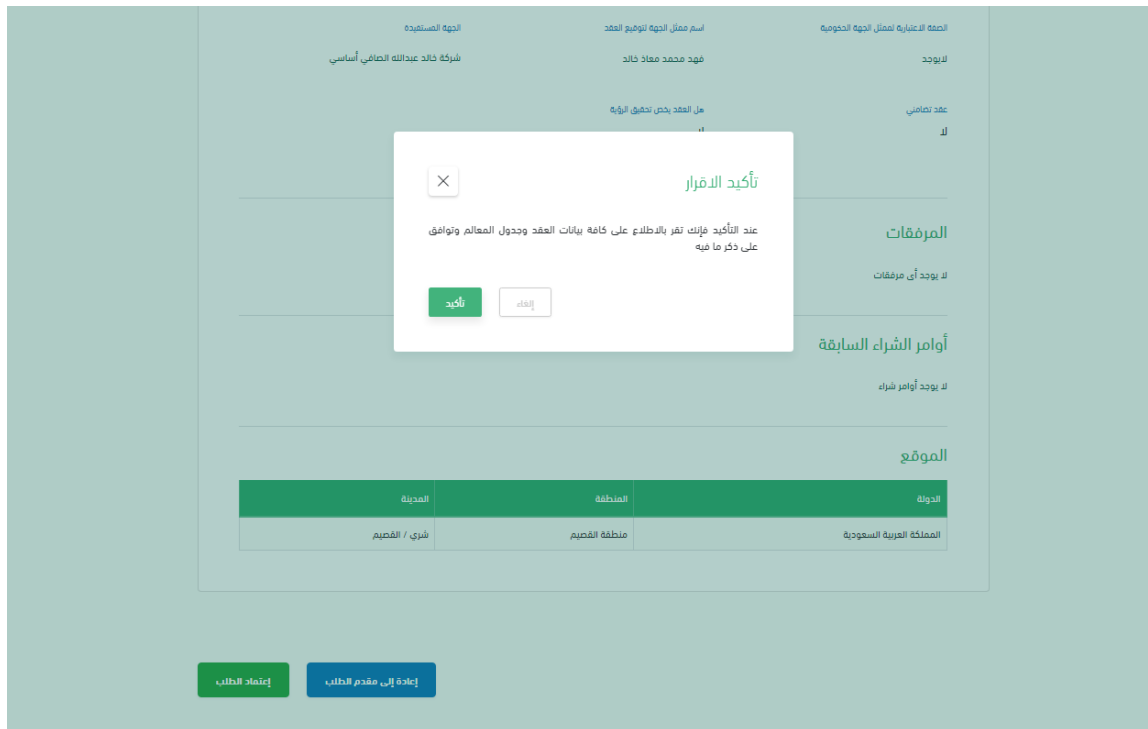 الصفة الاعتبارية لممثل الجهة الحكومية
اسم ممثل الجهة لتوقيع العقد
الجهة المستفيدة
لايوجد
فهد محمد معاذ خالد
شركة خالد عبدالله الصافي أساسي
عقد تضامني
هل العقد يخص تحقيق الرؤية
لا
لا
تأكيد الاقرار
عند التأكيد فإنك تقر بالاطلاع على كافة بيانات العقد وجدول المعالم وتوافق
على ذكر ما فيه
إلغاء
تأكيد
المرفقات
لا يوجد أى مرفقات
أوامر الشراء السابقة
لا يوجد أوامر شراء
الموقع
الدولة
المنطقة
المدينة
المملكة العربية السعودية
منطقة القصيم
شري / القصيم
إعادة إلى مقدم الطلب
إعتماد الطلب